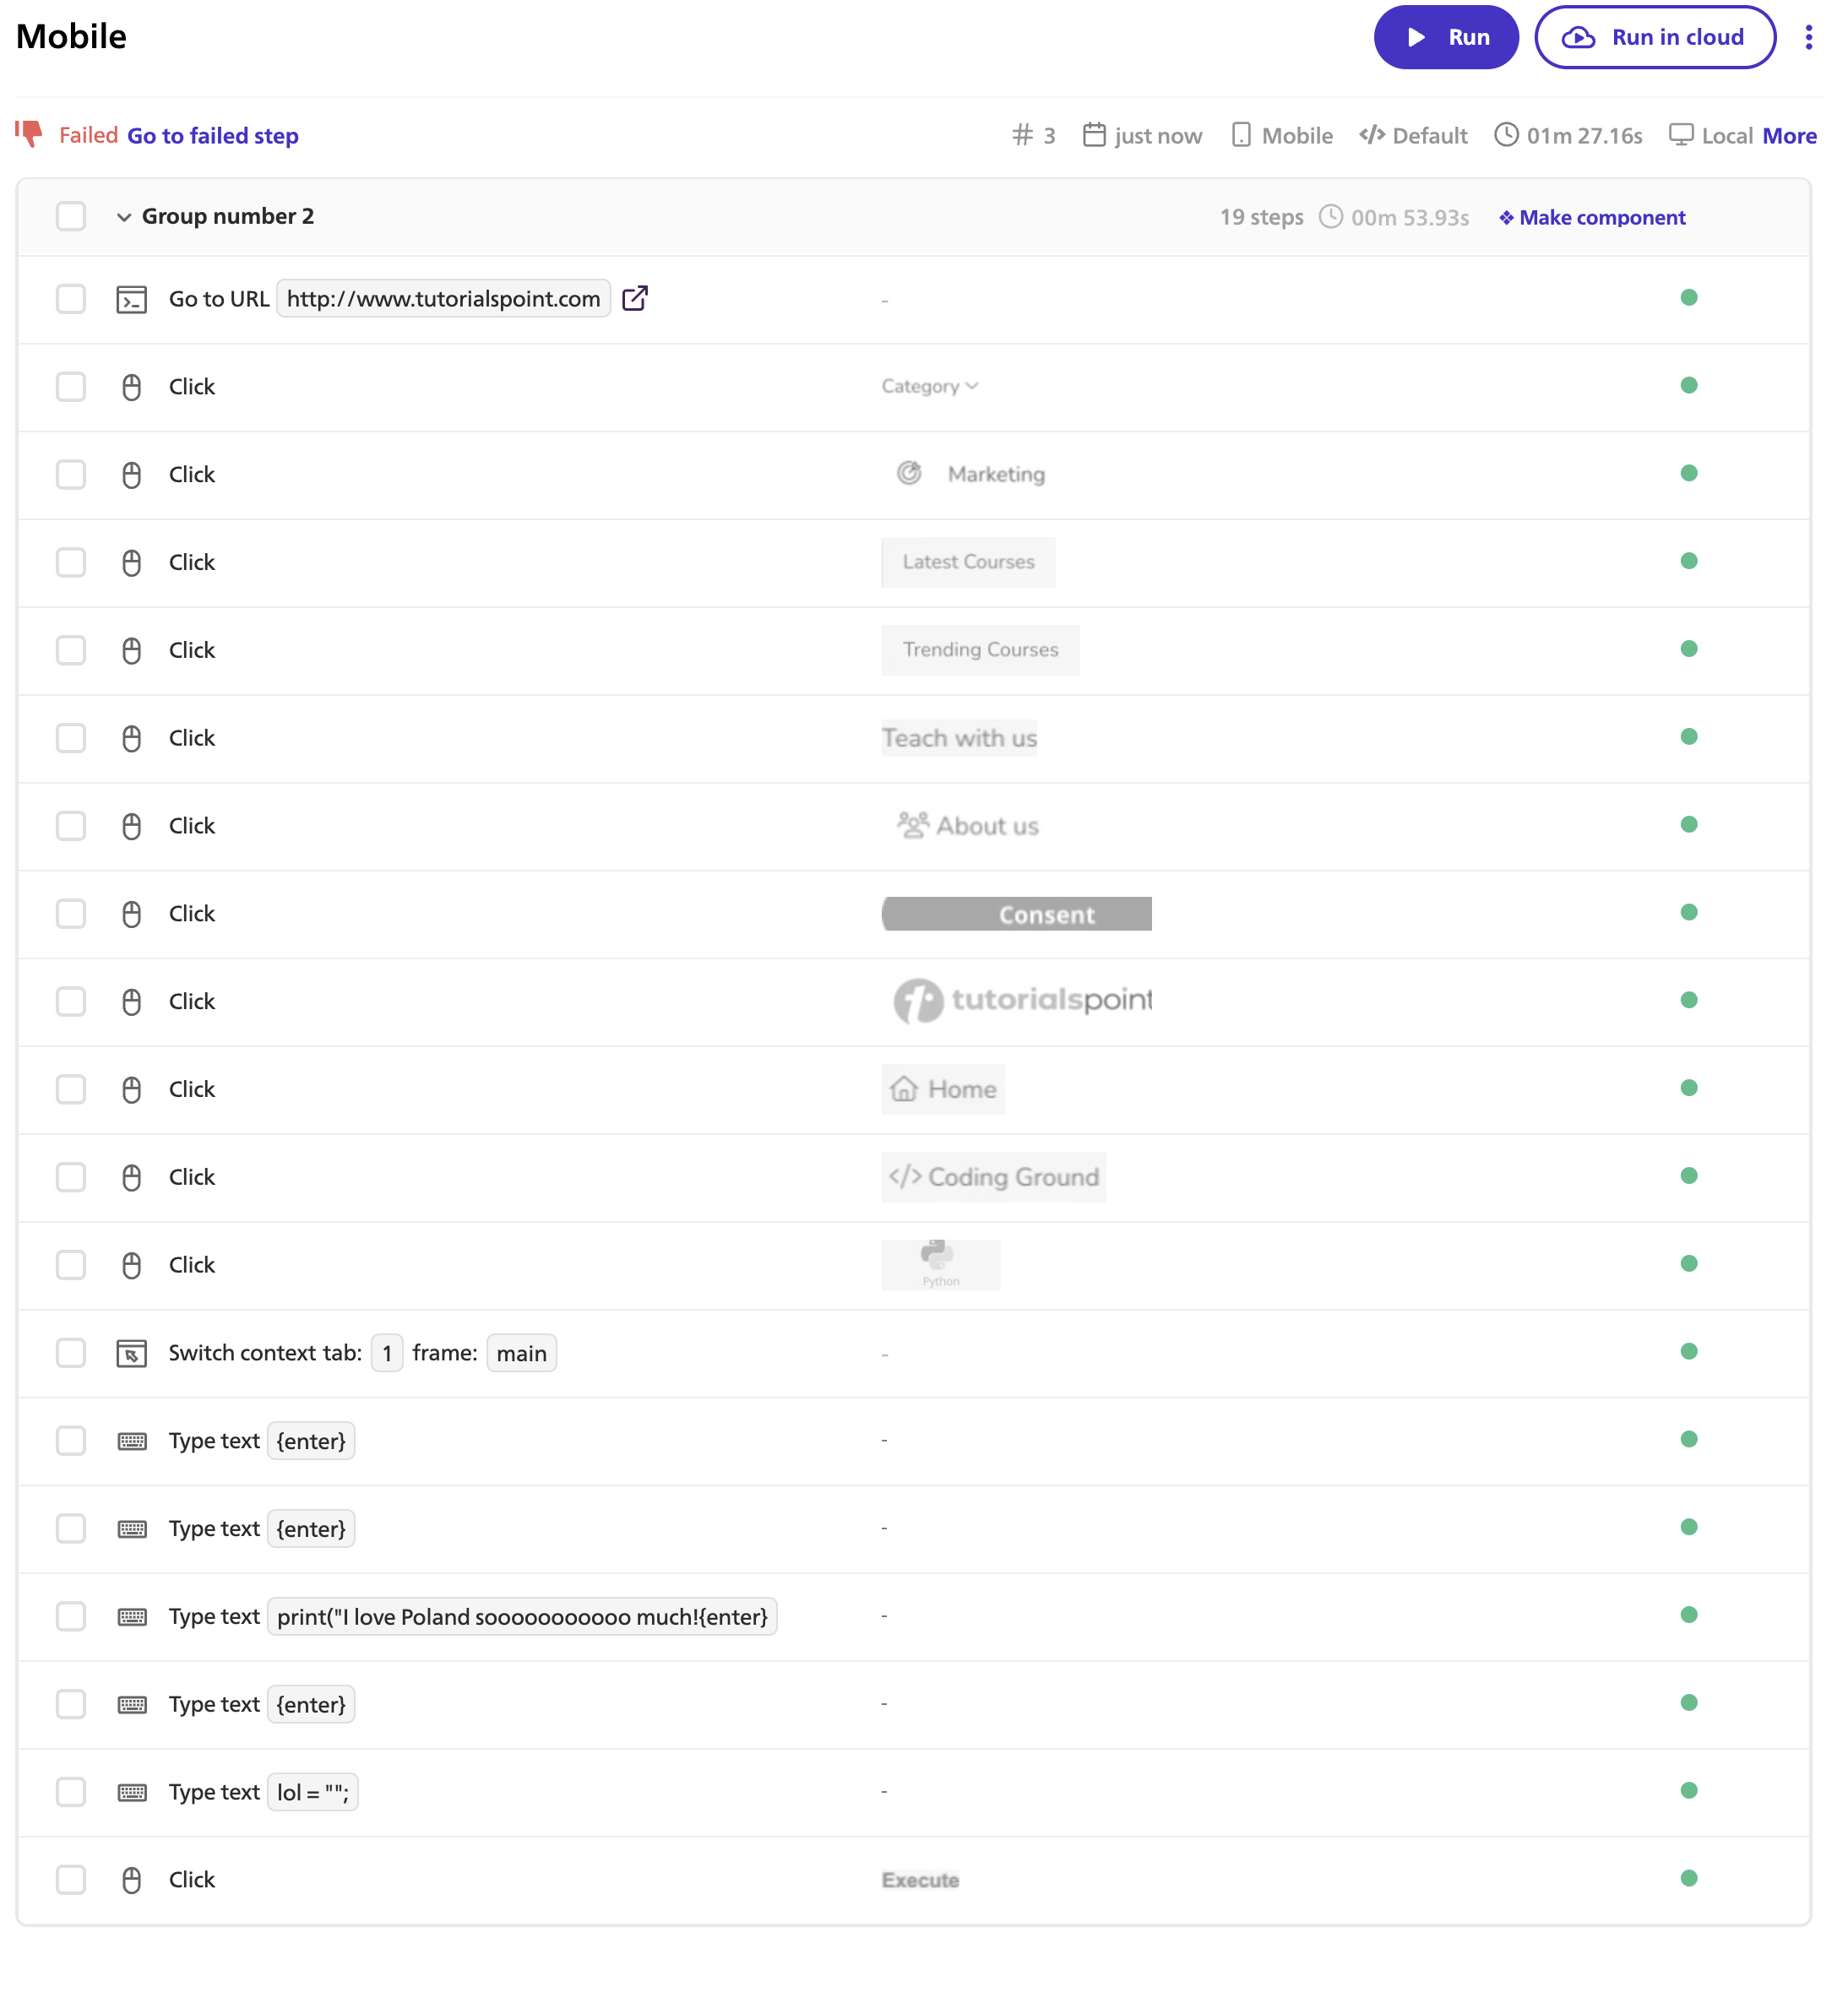 Mobile
Run
Run in cloud
Failed Go to failed step
# 3
just now
Mobile
Default
01m 27.16s
Local More
Group number 2
19 steps
00m 53.93s
Make component
Go to URL http://www.tutorialspoint.com -
Click Category
Click Marketing
Click Latest Courses
Click Trending Courses
Click Teach with us
Click About us
Click Consent
Click tutorialspoint
Click Home
Click </> Coding Ground
Click Python
Switch context tab: 1 frame: main -
Type text {enter} -
Type text {enter} -
Type text print("I love Poland sooooooooooo much!{enter} -
Type text {enter} -
Type text lol = ""; -
Click Execute